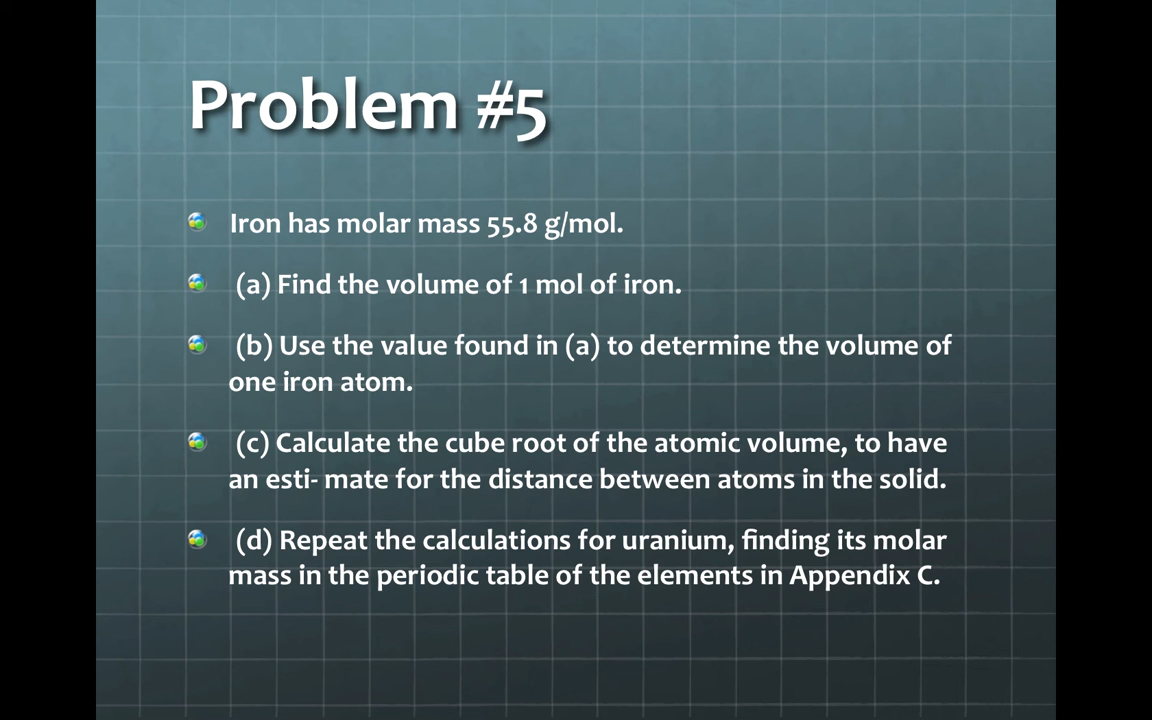 Problem #5
Iron has molar mass 55.8 g/mol.
(a) Find the volume of 1 mol of iron.
(b) Use the value found in (a) to determine the volume of
one iron atom.
(c) Calculate the cube root of the atomic volume, to have
an esti- mate for the distance between atoms in the solid.
(d) Repeat the calculations for uranium, finding its molar
mass in the periodic table of the elements in Appendix C.